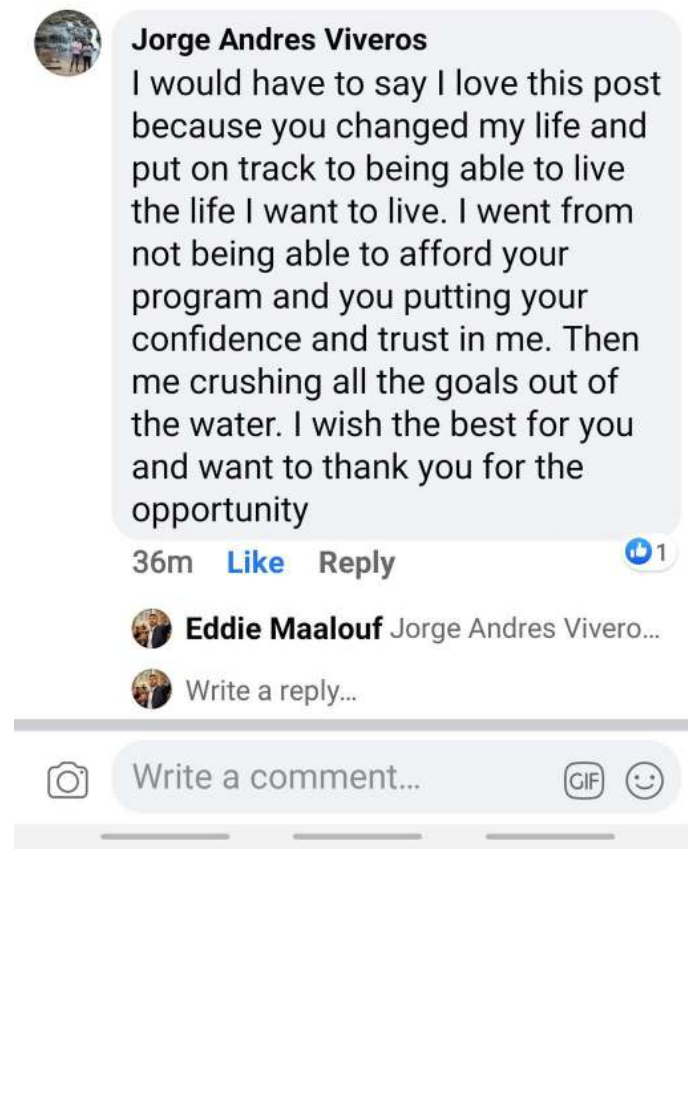 Jorge Andres Viveros
I would have to say I love this post
because you changed my life and
put on track to being able to live
the life I want to live. I went from
not being able to afford your
program and you putting your
confidence and trust in me. Then
me crushing all the goals out of
the water. I wish the best for you
and want to thank you for the
opportunity
36m Like Reply 1
Eddie Maalouf Jorge Andres Vivero...
Write a reply...
Write a comment... GIF